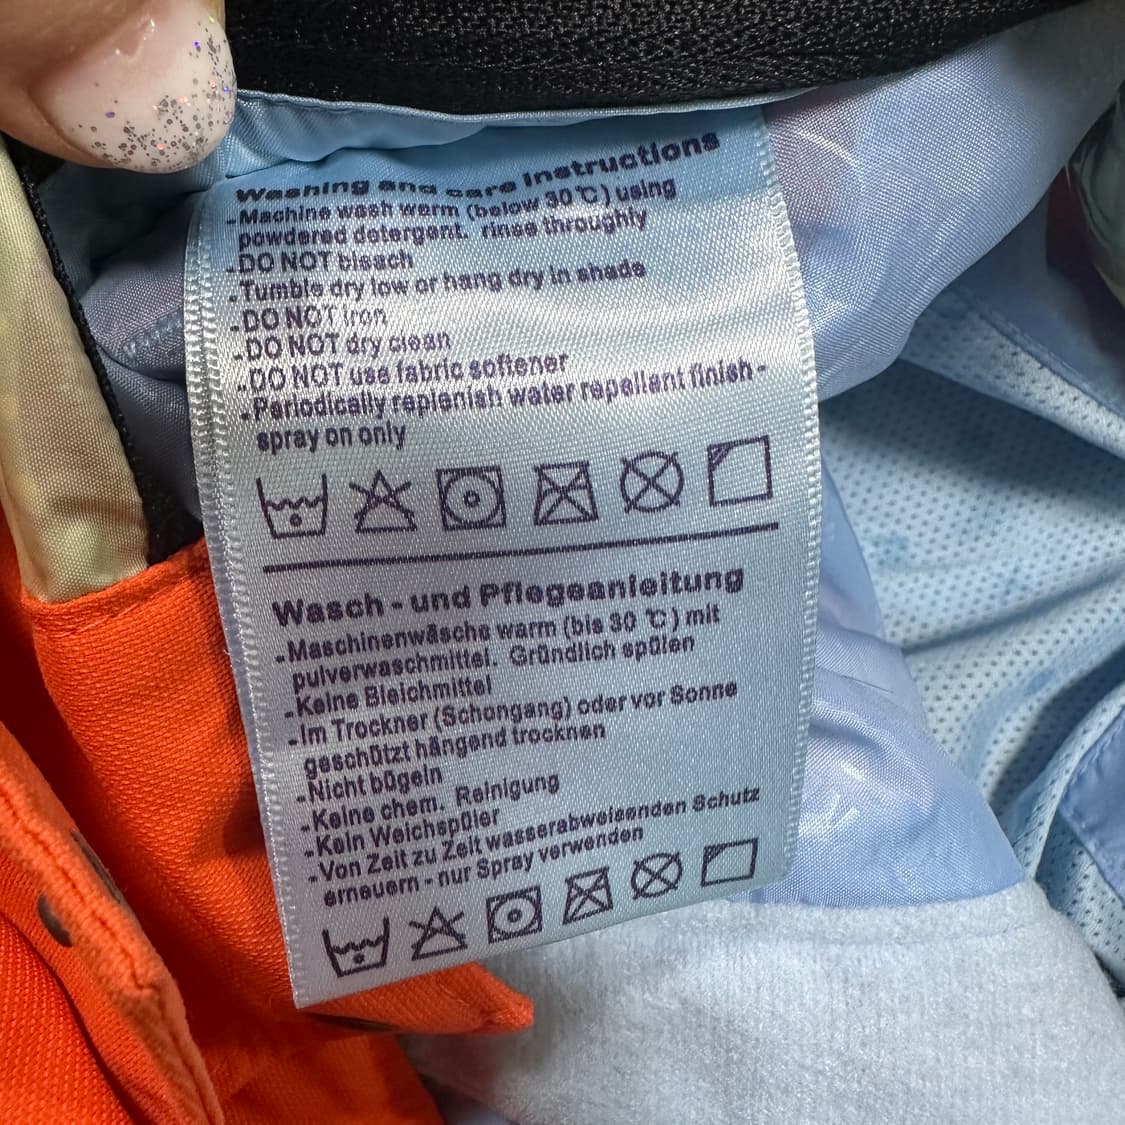 Washing and care instructions
-Machine wash warm (below 30℃) using
powdered detergent. rinse throughly
-DO NOT bleach
-Tumble dry low or hang dry in shade
-DO NOT iron
-DO NOT dry clean
-DO NOT use fabric softener
-Periodically replenish water repellant finish -
spray on only
Wasch - und Pflegeanleitung
-Maschinenwäsche warm (bis 30 ℃) mit
pulverwaschmittel. Gründlich spülen
-Keine Bleichmittel
-Im Trockner (Schongang) oder vor Sonne
geschützt hängend trocknen
-Nicht bügeln
-Keine chem. Reinigung
-Kein Weichspüler
-Von Zeit zu Zeit wasserabweisenden Schutz
erneuern - nur Spray verwenden